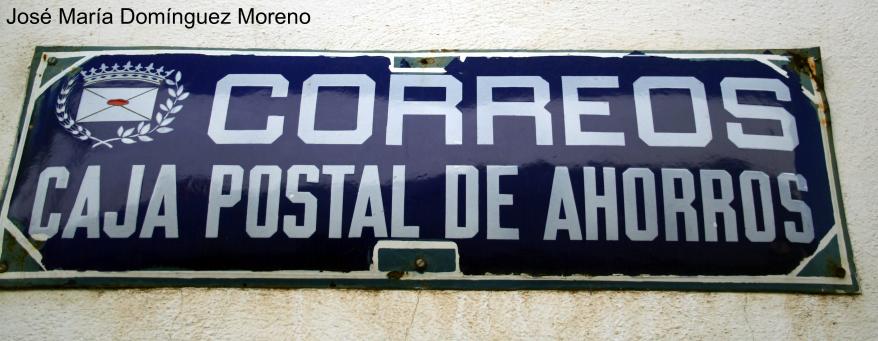 José María Domínguez Moreno
CORREOS
CAJA POSTAL DE AHORROS